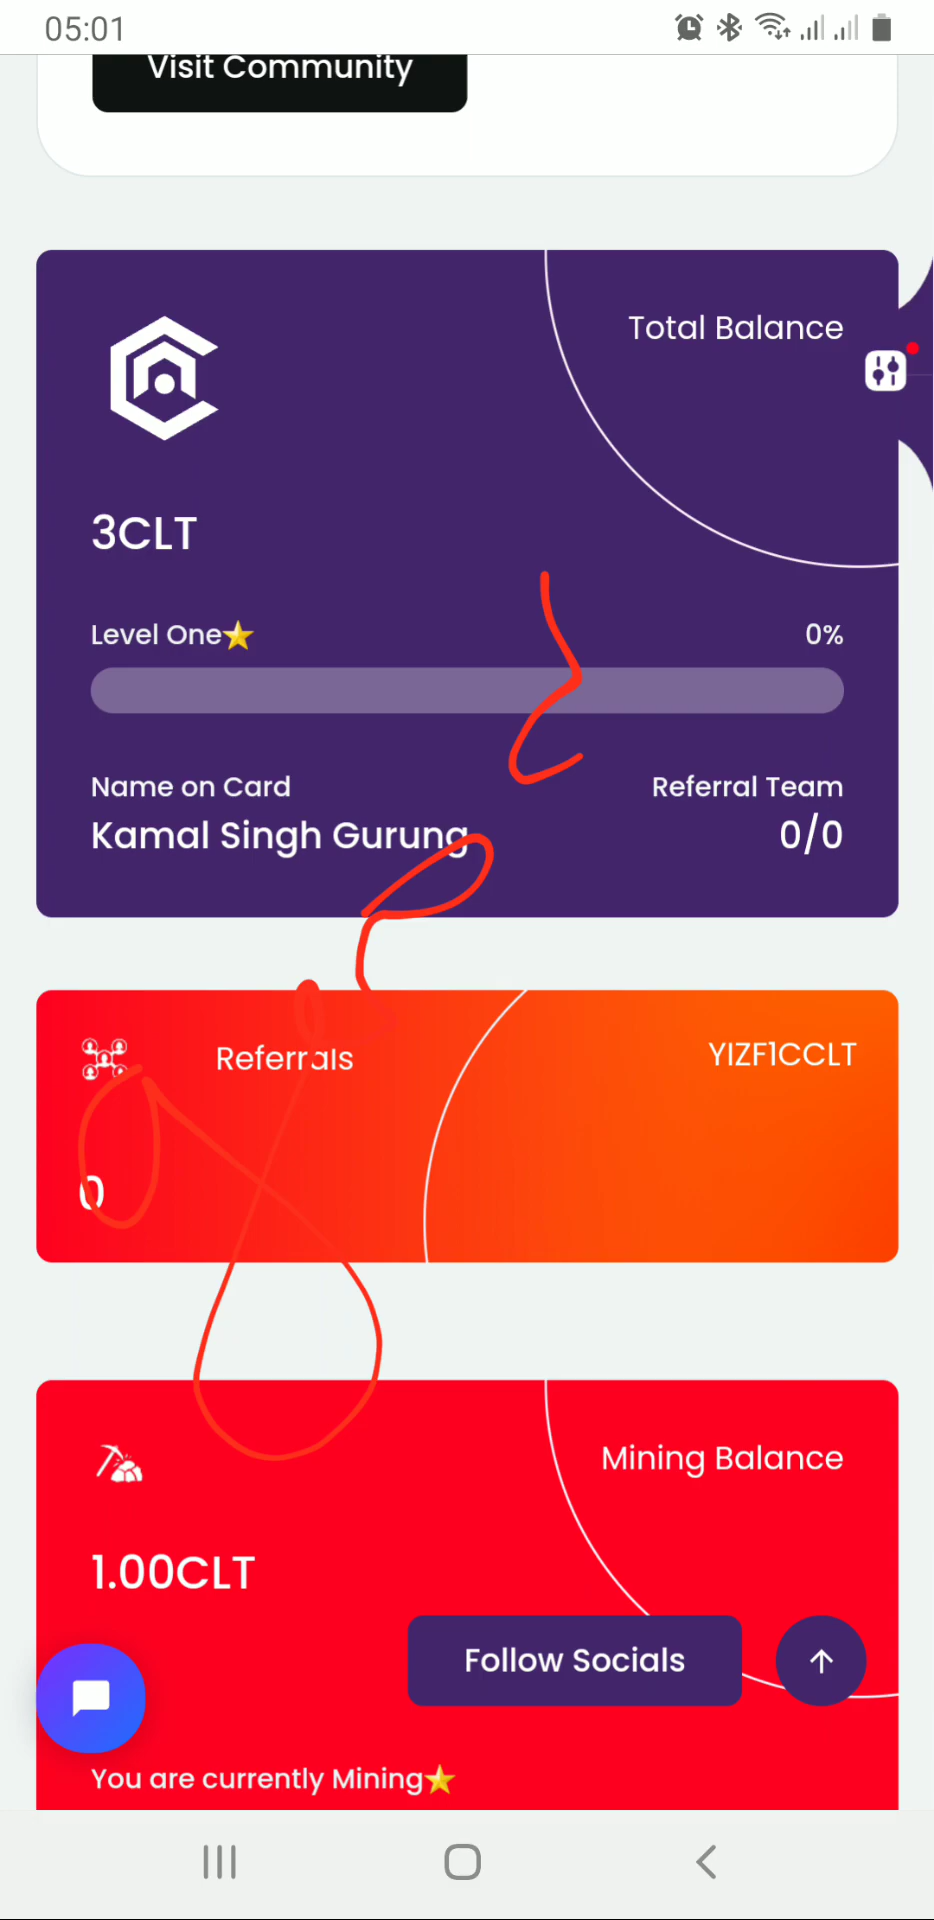 05:01
Visit Community
Total Balance
3CLT
Level One⭐ 0%
Name on Card Referral Team
Kamal Singh Gurung 0/0
Referrals YIZF1CCLT
0
Mining Balance
1.00CLT
Follow Socials
You are currently Mining⭐